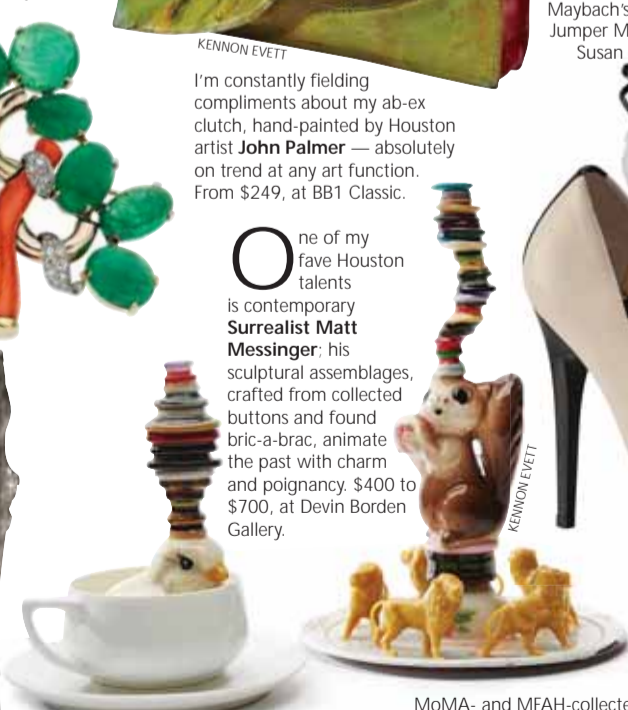 Maybach's
Jumper M
Susan
KENNON EVETT
I'm constantly fielding
compliments about my ab-ex
clutch, hand-painted by Houston
artist John Palmer — absolutely
on trend at any art function.
From $249, at BB1 Classic.
One of my
fave Houston
talents
is contemporary
Surrealist Matt
Messinger; his
sculptural assemblages,
crafted from collected
buttons and found
bric-a-brac, animate
the past with charm
and poignancy. $400 to
$700, at Devin Borden
Gallery.
KENNON EVETT
MoMA- and MFAH-collecte